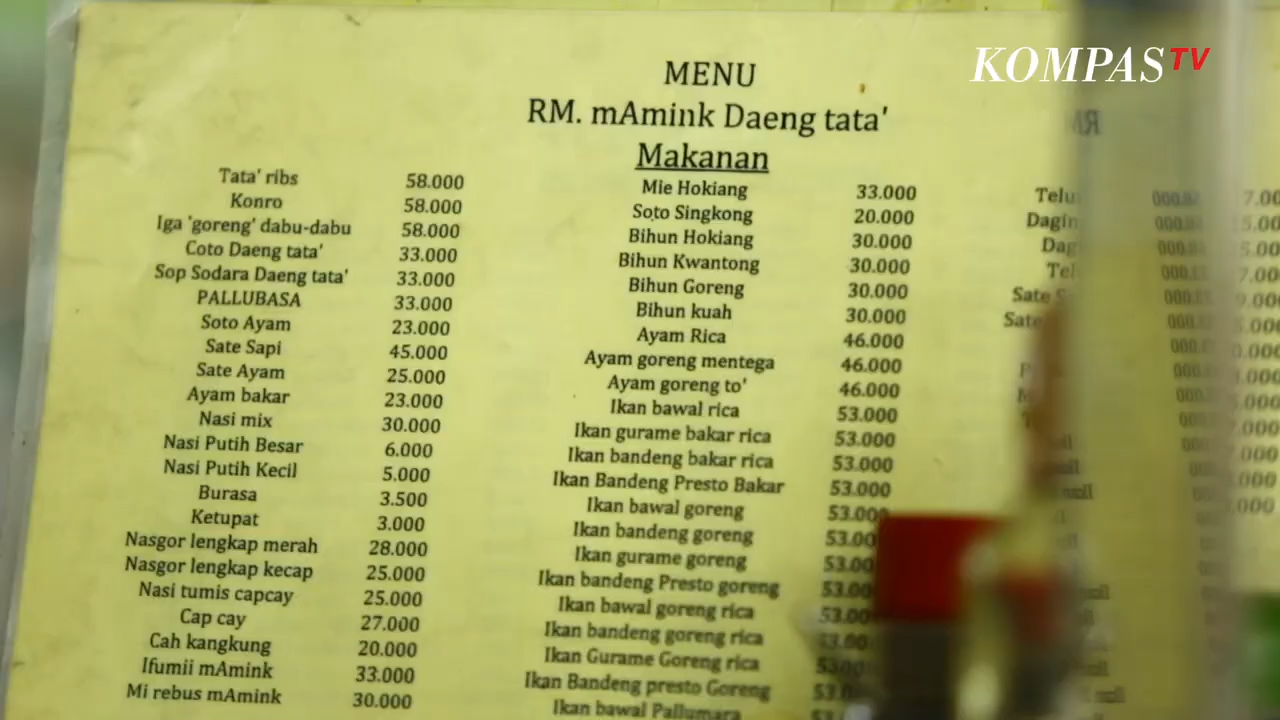 KOMPAS TV
MENU
RM. mAmink Daeng tata'
Makanan
Tata' ribs 58.000
Konro 58.000
Iga 'goreng' dabu-dabu 58.000
Coto Daeng tata' 33.000
Sop Sodara Daeng tata' 33.000
PALLUBASA 33.000
Soto Ayam 23.000
Sate Sapi 45.000
Sate Ayam 25.000
Ayam bakar 23.000
Nasi mix 30.000
Nasi Putih Besar 6.000
Nasi Putih Kecil 5.000
Burasa 3.500
Ketupat 3.000
Nasgor lengkap merah 28.000
Nasgor lengkap kecap 25.000
Nasi tumis capcay 25.000
Cap cay 27.000
Cah kangkung 20.000
Ifumii mAmink 33.000
Mi rebus mAmink 30.000
Mie Hokiang 33.000
Soto Singkong 20.000
Bihun Hokiang 30.000
Bihun Kwantong 30.000
Bihun Goreng 30.000
Bihun kuah 30.000
Ayam Rica 46.000
Ayam goreng mentega 46.000
Ayam goreng to' 46.000
Ikan bawal rica 53.000
Ikan gurame bakar rica 53.000
Ikan bandeng bakar rica 53.000
Ikan Bandeng Presto Bakar 53.000
Ikan bawal goreng 53.000
Ikan bandeng goreng
Ikan gurame goreng
Ikan bandeng Presto goreng
Ikan bawal goreng rica
Ikan bandeng goreng rica
Ikan Gurame Goreng rica
Ikan Bandeng presto Goreng
Ikan bawal Pallumara
Sate